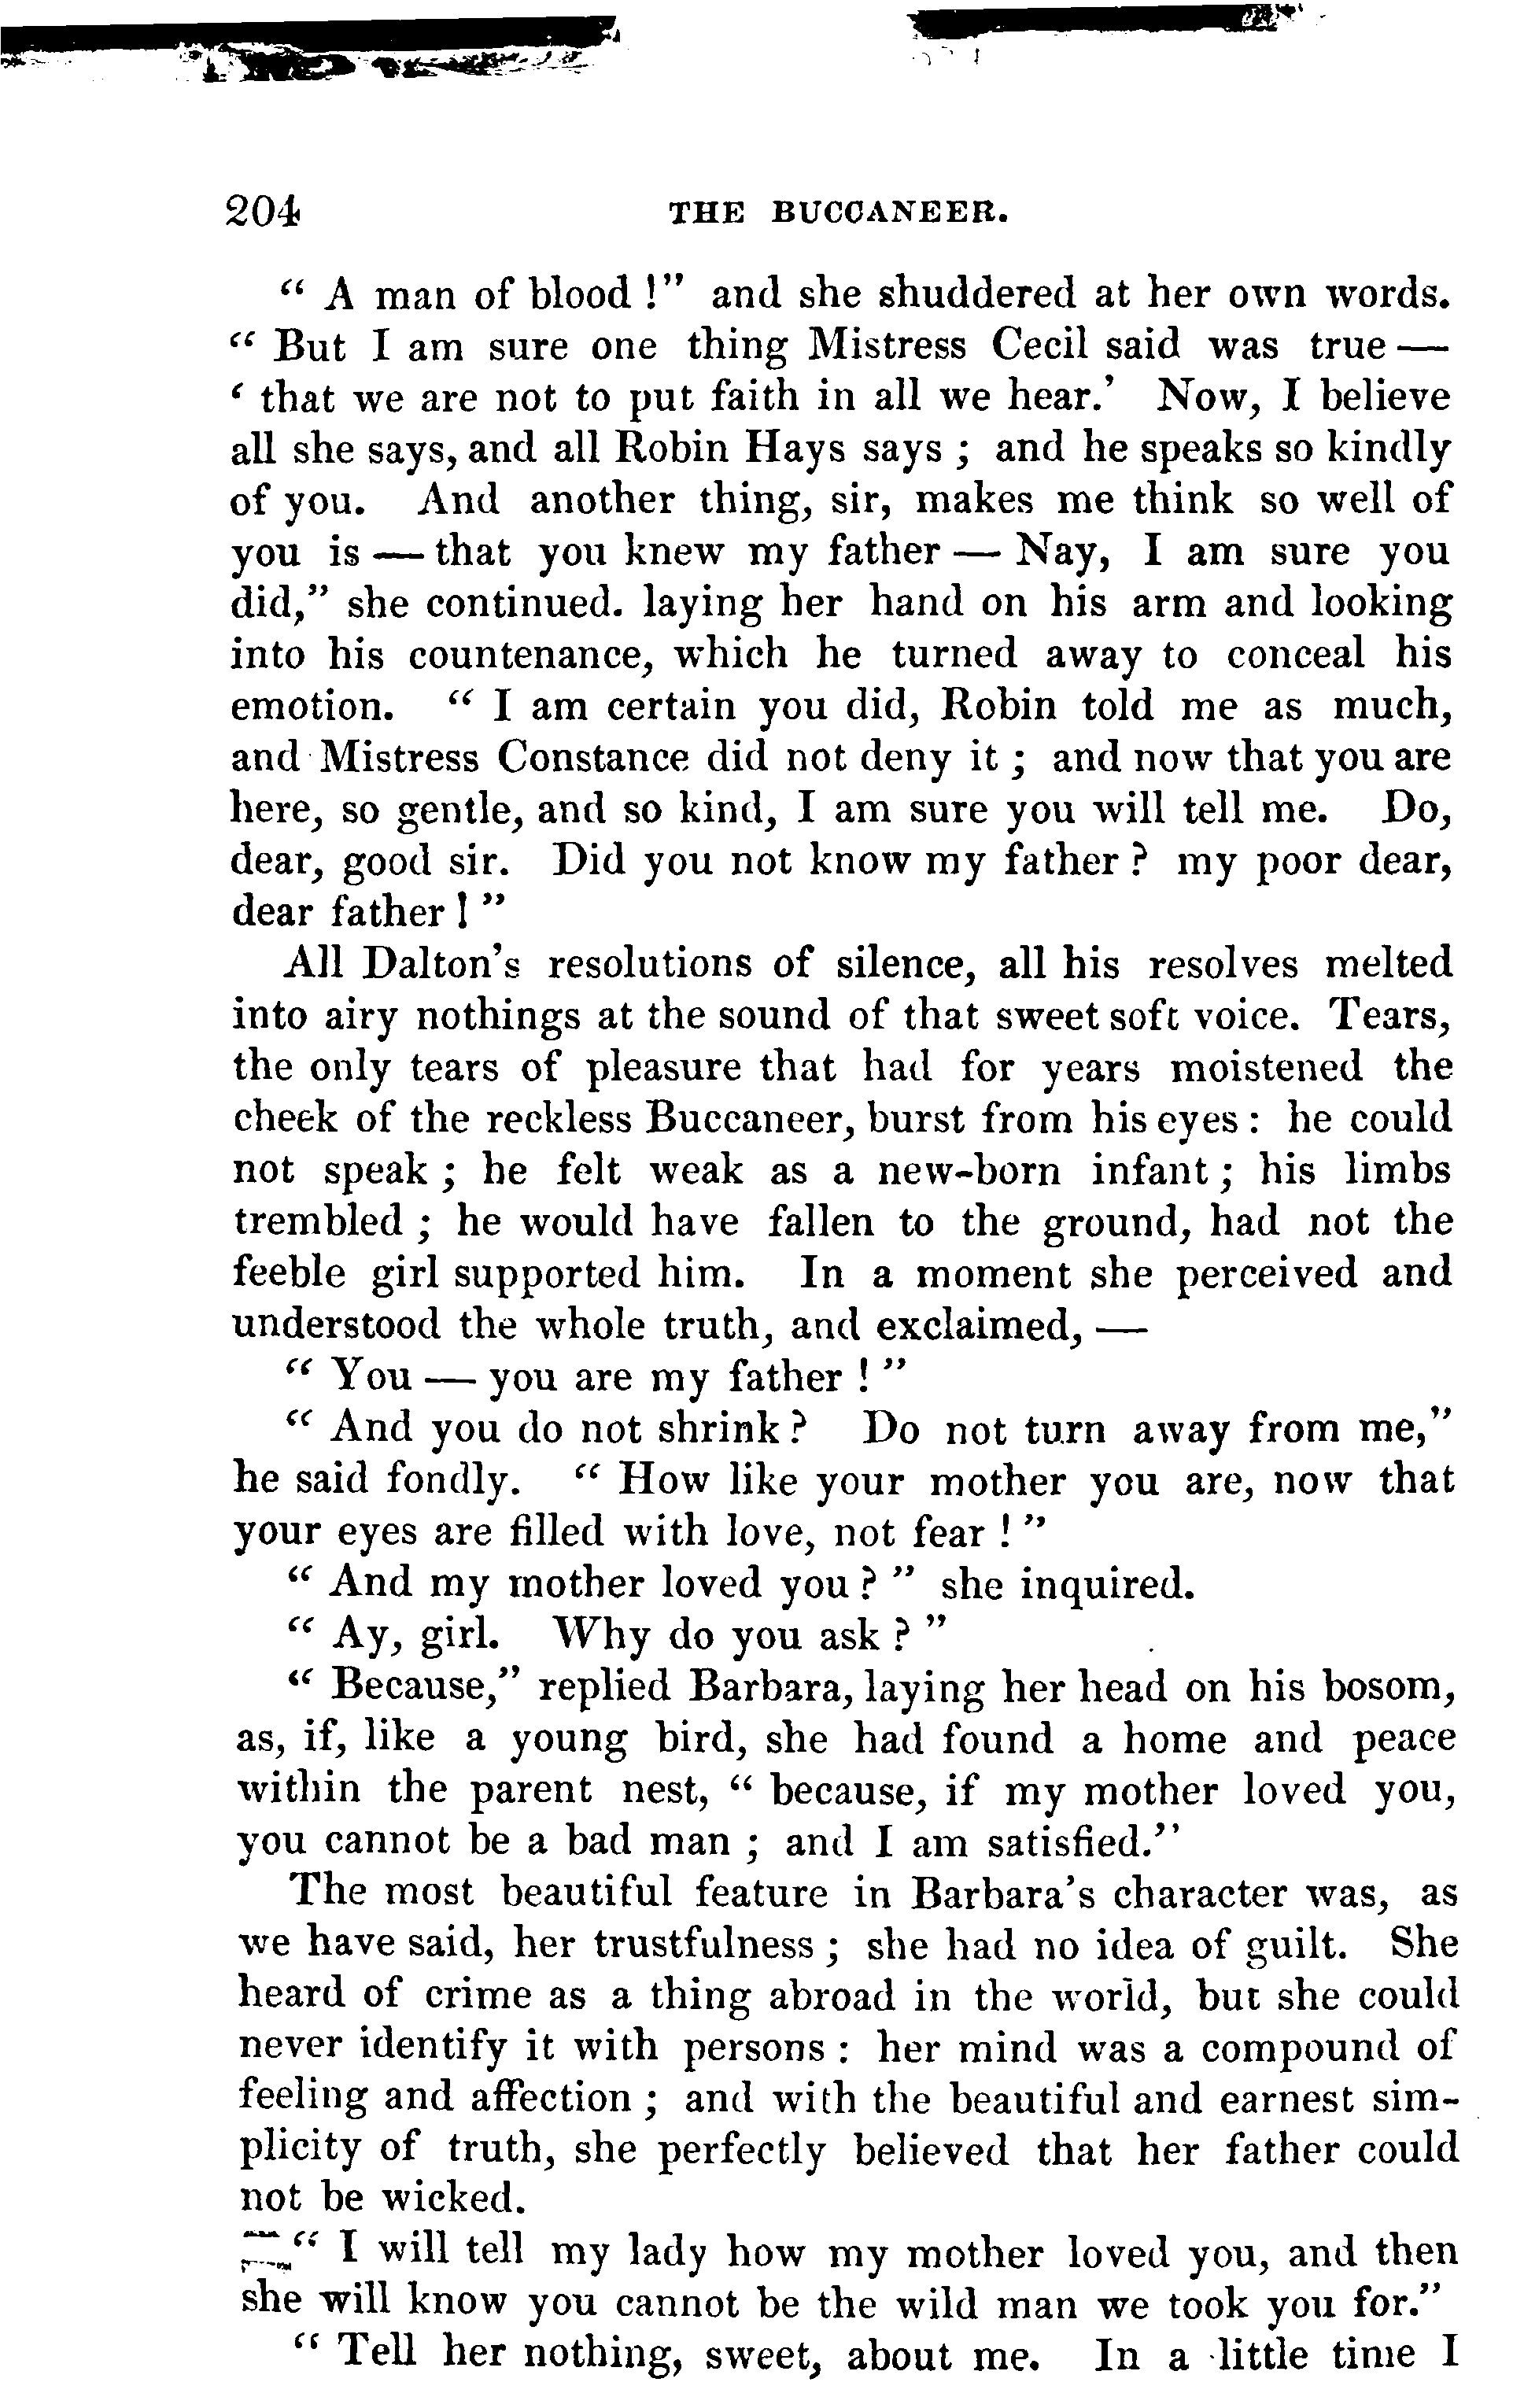 204 THE BUCCANEER.
“ A man of blood !” and she shuddered at her own words.
“ But I am sure one thing Mistress Cecil said was true —
‘ that we are not to put faith in all we hear.’ Now, I believe
all she says, and all Robin Hays says ; and he speaks so kindly
of you. And another thing, sir, makes me think so well of
you is — that you knew my father — Nay, I am sure you
did,” she continued. laying her hand on his arm and looking
into his countenance, which he turned away to conceal his
emotion. “ I am certain you did, Robin told me as much,
and Mistress Constance did not deny it ; and now that you are
here, so gentle, and so kind, I am sure you will tell me. Do,
dear, good sir. Did you not know my father ? my poor dear,
dear father ! ”
All Dalton’s resolutions of silence, all his resolves melted
into airy nothings at the sound of that sweet soft voice. Tears,
the only tears of pleasure that had for years moistened the
cheek of the reckless Buccaneer, burst from his eyes : he could
not speak ; he felt weak as a new-born infant ; his limbs
trembled ; he would have fallen to the ground, had not the
feeble girl supported him. In a moment she perceived and
understood the whole truth, and exclaimed, —
“ You — you are my father ! ”
“ And you do not shrink ? Do not turn away from me,”
he said fondly. “ How like your mother you are, now that
your eyes are filled with love, not fear ! ”
“ And my mother loved you ? ” she inquired.
“ Ay, girl. Why do you ask ? ”
“ Because,” replied Barbara, laying her head on his bosom,
as, if, like a young bird, she had found a home and peace
within the parent nest, “ because, if my mother loved you,
you cannot be a bad man ; and I am satisfied.”
The most beautiful feature in Barbara’s character was, as
we have said, her trustfulness ; she had no idea of guilt. She
heard of crime as a thing abroad in the world, but she could
never identify it with persons : her mind was a compound of
feeling and affection ; and with the beautiful and earnest sim-
plicity of truth, she perfectly believed that her father could
not be wicked.
“ I will tell my lady how my mother loved you, and then
she will know you cannot be the wild man we took you for.”
“ Tell her nothing, sweet, about me. In a little time I